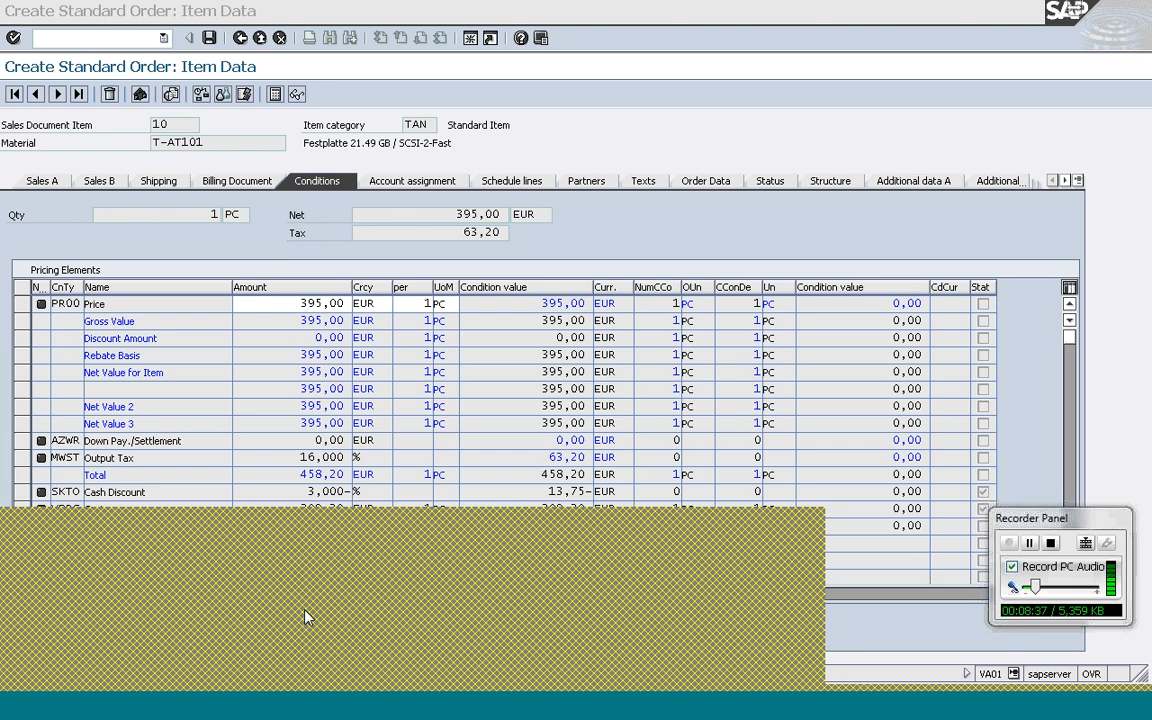 Create Standard Order: Item Data
SAP
Create Standard Order: Item Data
Sales Document Item 10 Item category TAN Standard Item
Material T-AT101 Festplatte 21.49 GB / SCSI-2-Fast
Sales A Sales B Shipping Billing Document Conditions Account assignment Schedule lines Partners Texts Order Data Status Structure Additional data A Additional...
Qty 1 PC Net 395,00 EUR
Tax 63,20
Pricing Elements
N... CnTy Name Amount Crcy per UoM Condition value Curr. NumCCo OUn CConDe Un Condition value CdCur Stat
PR00 Price 395,00 EUR 1 PC 395,00 EUR 1 PC 1 PC 0,00
Gross Value 395,00 EUR 1 PC 395,00 EUR 1 PC 1 PC 0,00
Discount Amount 0,00 EUR 1 PC 0,00 EUR 1 PC 1 PC 0,00
Rebate Basis 395,00 EUR 1 PC 395,00 EUR 1 PC 1 PC 0,00
Net Value for Item 395,00 EUR 1 PC 395,00 EUR 1 PC 1 PC 0,00
395,00 EUR 1 PC 395,00 EUR 1 PC 1 PC 0,00
Net Value 2 395,00 EUR 1 PC 395,00 EUR 1 PC 1 PC 0,00
Net Value 3 395,00 EUR 1 PC 395,00 EUR 1 PC 1 PC 0,00
AZWR Down Pay./Settlement 0,00 EUR 0,00 EUR 0 0 0,00
MWST Output Tax 16,000 % 63,20 EUR 0 0 0,00
Total 458,20 EUR 1 PC 458,20 EUR 1 PC 1 PC 0,00
SKTO Cash Discount 3,000- % 13,75- EUR 0 0 0,00
0,00
0,00
Recorder Panel
Record PC Audio
00:08:37 / 5,359 KB
VA01 sapserver OVR